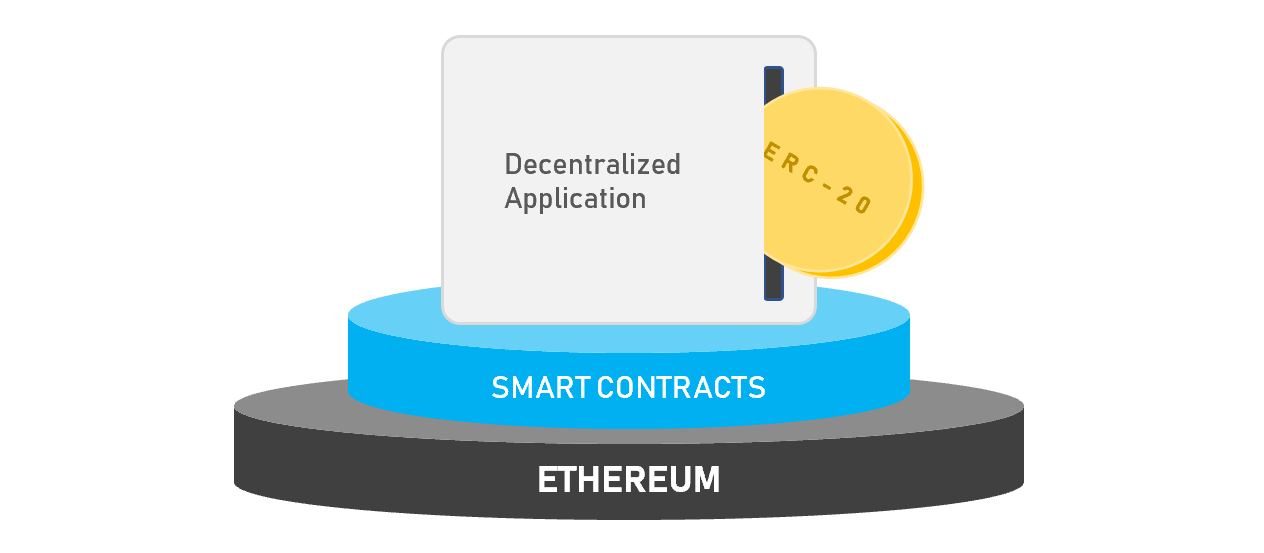 Decentralized
Application
ERC-20
SMART CONTRACTS
ETHEREUM